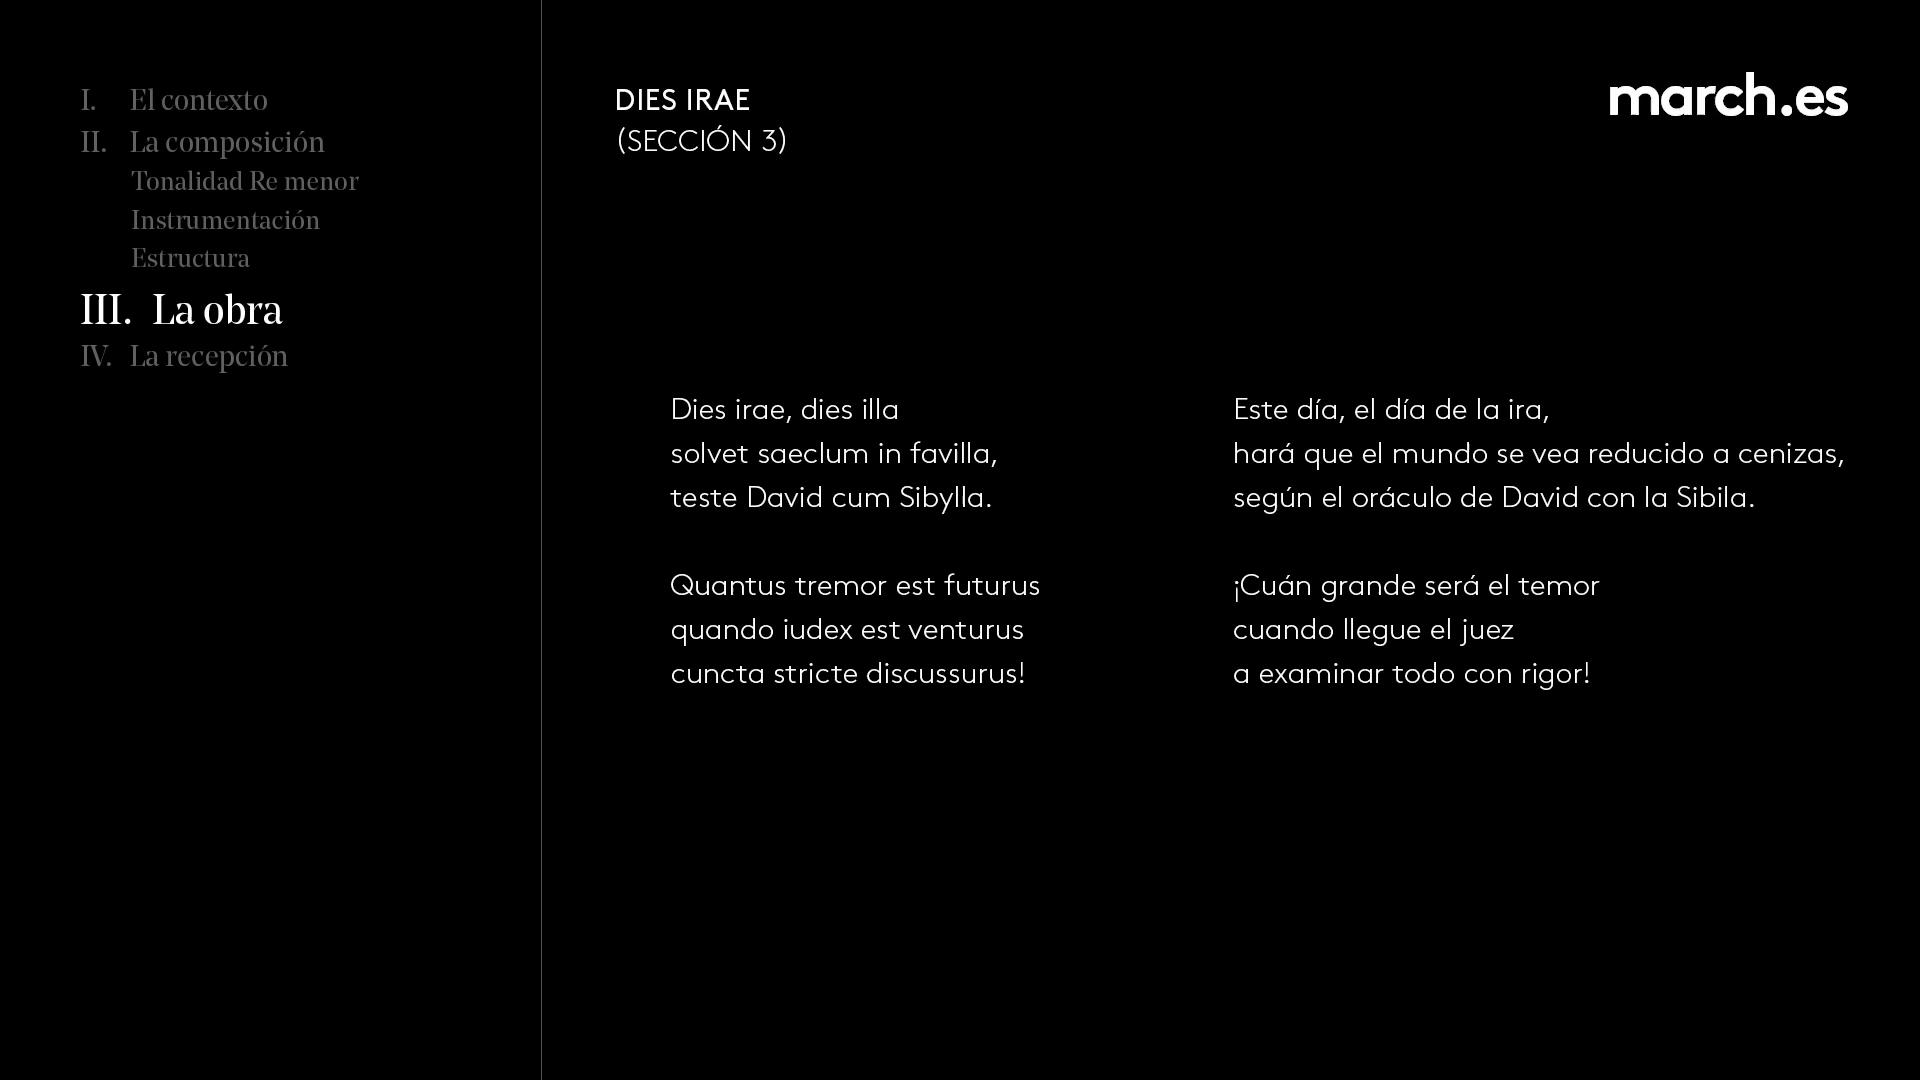 I. El contexto
II. La composición
Tonalidad Re menor
Instrumentación
Estructura
III. La obra
IV. La recepción
DIES IRAE
(SECCIÓN 3)
march.es
Dies irae, dies illa
solvet saeclum in favilla,
teste David cum Sibylla.
Quantus tremor est futurus
quando iudex est venturus
cuncta stricte discussurus!
Este día, el día de la ira,
hará que el mundo se vea reducido a cenizas,
según el oráculo de David con la Sibila.
¡Cuán grande será el temor
cuando llegue el juez
a examinar todo con rigor!